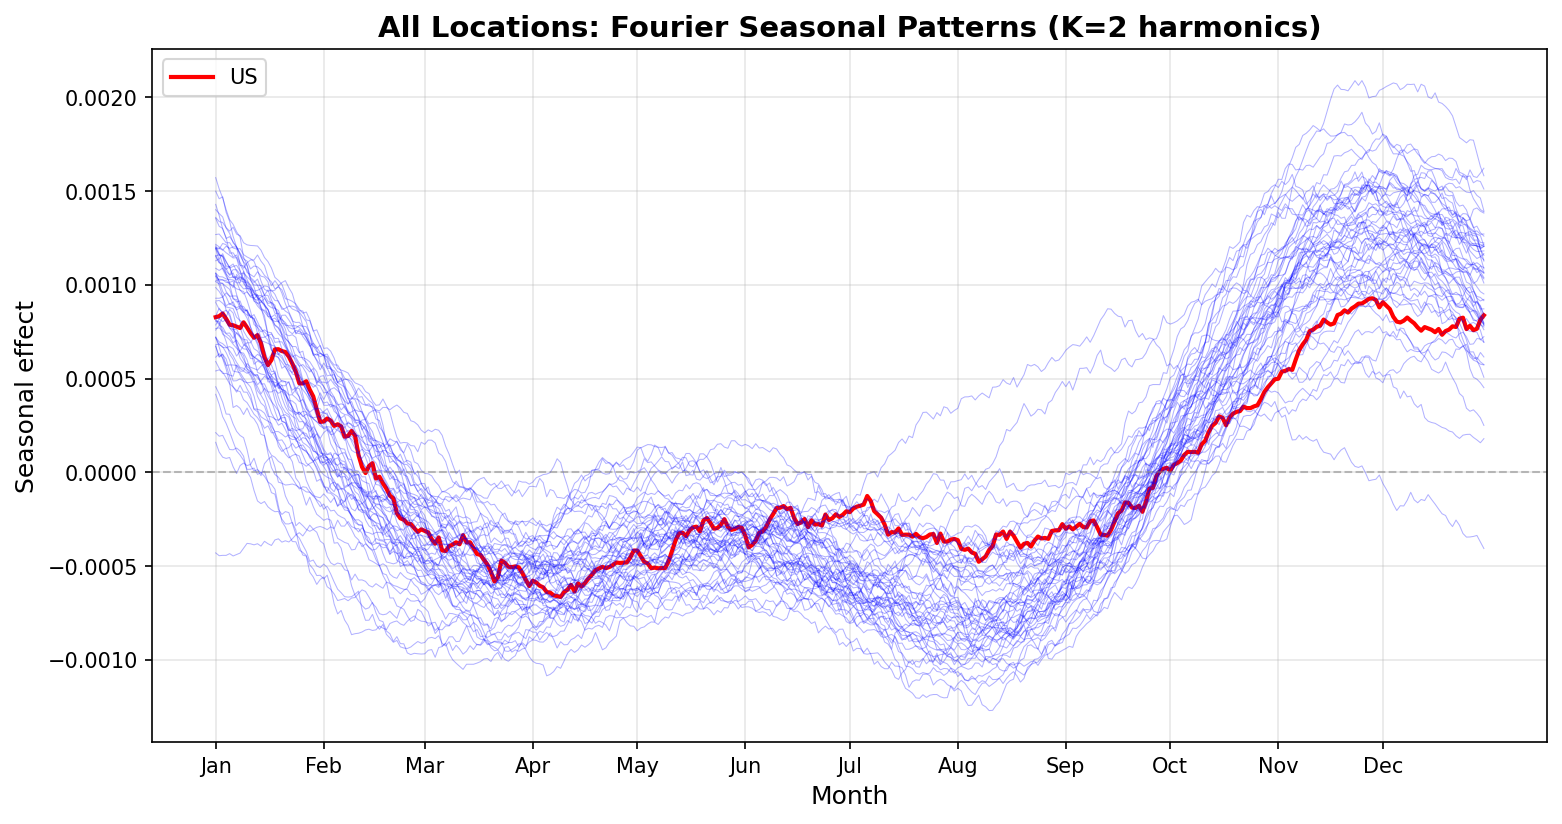 All Locations: Fourier Seasonal Patterns (K=2 harmonics)
US
0.0020
0.0015
0.0010
0.0005
0.0000
−0.0005
−0.0010
Seasonal effect
Jan Feb Mar Apr May Jun Jul Aug Sep Oct Nov Dec
Month